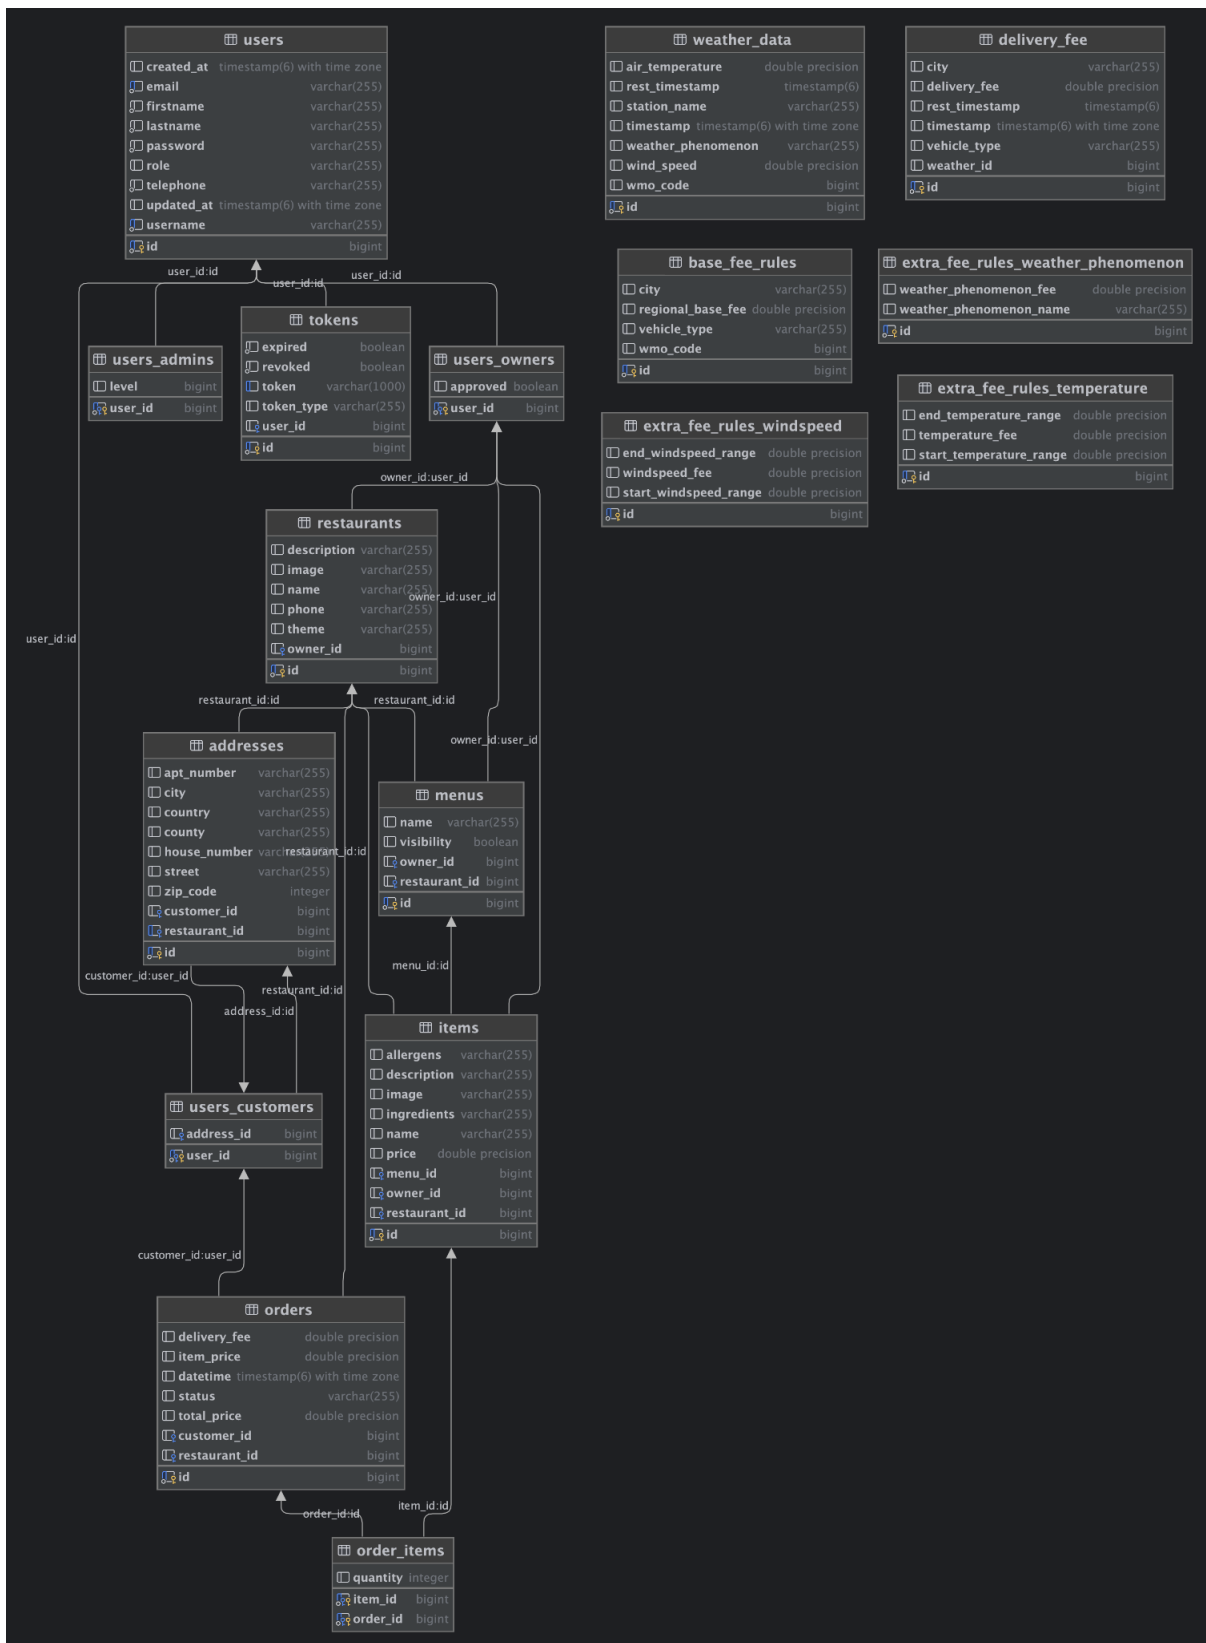 users
created_at timestamp(6) with time zone
email varchar(255)
firstname varchar(255)
lastname varchar(255)
password varchar(255)
role varchar(255)
telephone varchar(255)
updated_at timestamp(6) with time zone
username varchar(255)
id bigint
weather_data
air_temperature double precision
rest_timestamp timestamp(6)
station_name varchar(255)
timestamp timestamp(6) with time zone
weather_phenomenon varchar(255)
wind_speed double precision
wmo_code bigint
id bigint
delivery_fee
city varchar(255)
delivery_fee double precision
rest_timestamp timestamp(6)
timestamp timestamp(6) with time zone
vehicle_type varchar(255)
weather_id bigint
id bigint
user_id:id
user_id:id
user_id:id
base_fee_rules
city varchar(255)
regional_base_fee double precision
vehicle_type varchar(255)
wmo_code bigint
id bigint
extra_fee_rules_weather_phenomenon
weather_phenomenon_fee double precision
weather_phenomenon_name varchar(255)
id bigint
users_admins
level bigint
user_id bigint
tokens
expired boolean
revoked boolean
token varchar(1000)
token_type varchar(255)
user_id bigint
id bigint
users_owners
approved boolean
user_id bigint
extra_fee_rules_windspeed
end_windspeed_range double precision
windspeed_fee double precision
start_windspeed_range double precision
id bigint
extra_fee_rules_temperature
end_temperature_range double precision
temperature_fee double precision
start_temperature_range double precision
id bigint
owner_id:user_id
restaurants
description varchar(255)
image varchar(255)
name varchar(255)
phone varchar(255)
theme varchar(255)
owner_id bigint
id bigint
owner_id:user_id
user_id:id
restaurant_id:id
restaurant_id:id
owner_id:user_id
addresses
apt_number varchar(255)
city varchar(255)
country varchar(255)
county varchar(255)
house_number varchar(255)
street varchar(255)
zip_code integer
customer_id bigint
restaurant_id bigint
id bigint
restaurant_id:id
menus
name varchar(255)
visibility boolean
owner_id bigint
restaurant_id bigint
id bigint
menu_id:id
customer_id:user_id
restaurant_id:id
address_id:id
items
allergens varchar(255)
description varchar(255)
image varchar(255)
ingredients varchar(255)
name varchar(255)
price double precision
menu_id bigint
owner_id bigint
restaurant_id bigint
id bigint
users_customers
address_id bigint
user_id bigint
customer_id:user_id
orders
delivery_fee double precision
item_price double precision
datetime timestamp(6) with time zone
status varchar(255)
total_price double precision
customer_id bigint
restaurant_id bigint
id bigint
order_id:id
item_id:id
order_items
quantity integer
item_id bigint
order_id bigint